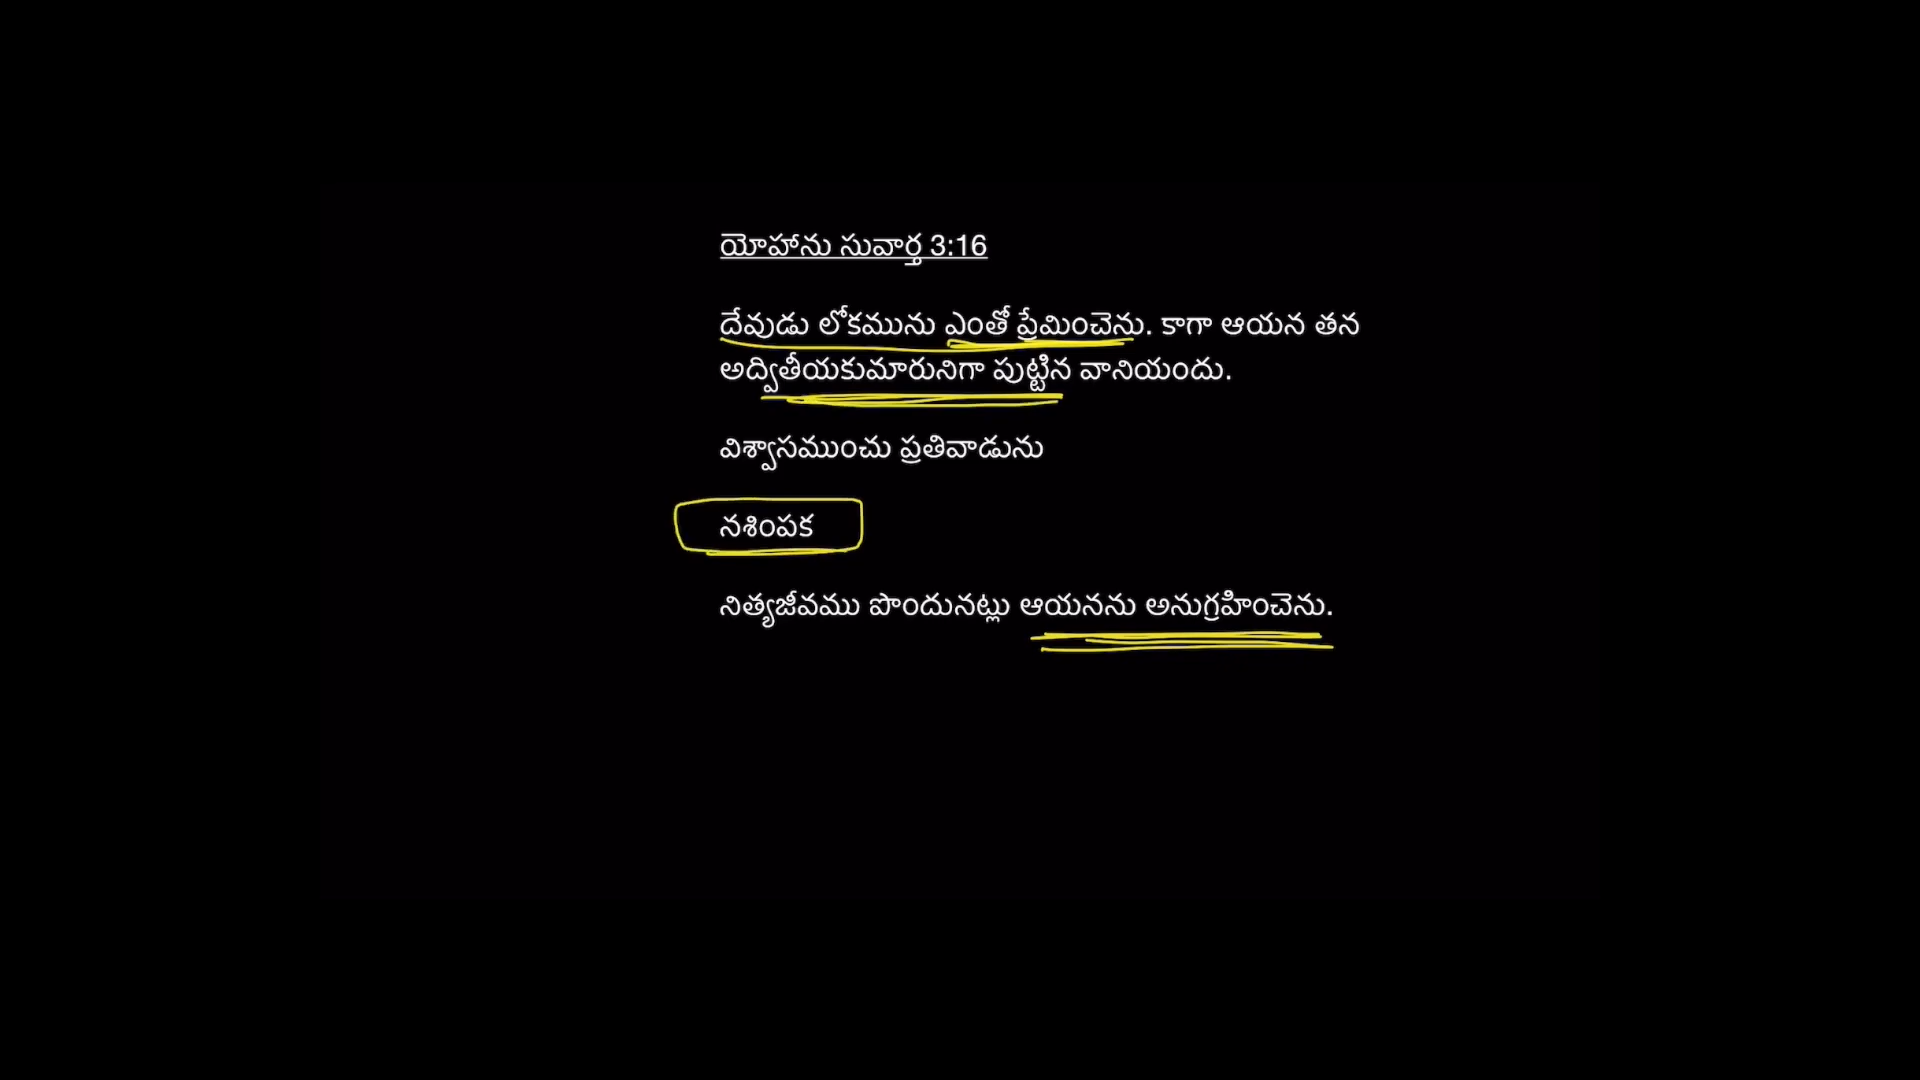 యోహాను సువార్త 3:16
దేవుడు లోకమును ఎంతో ప్రేమించెను. కాగా ఆయన తన
అద్వితీయకుమారునిగా పుట్టిన వానియందు.
విశ్వాసముంచు ప్రతివాడును
నశింపక
నిత్యజీవము పొందునట్లు ఆయనను అనుగ్రహించెను.